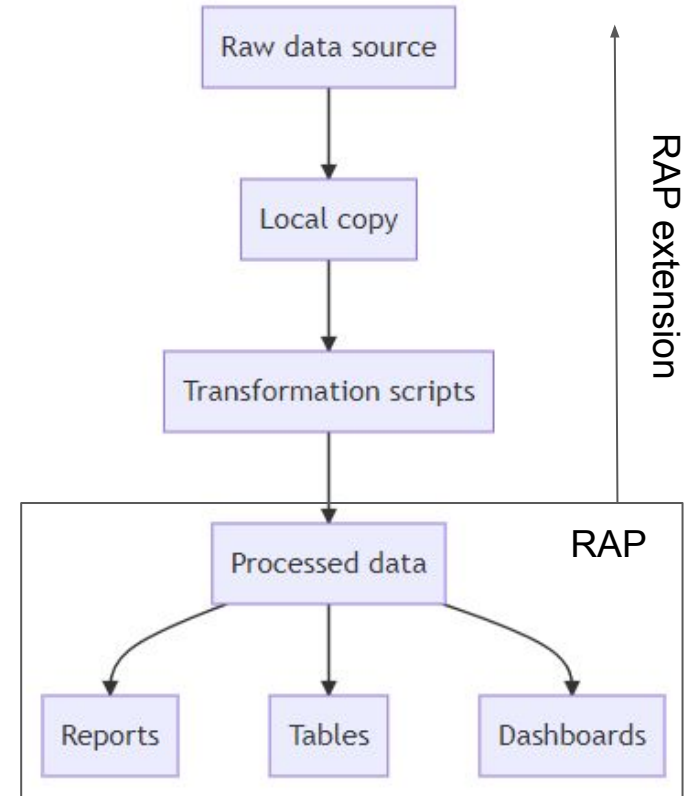 Raw data source
Local copy
RAP extension
Transformation scripts
RAP
Processed data
Reports
Tables
Dashboards